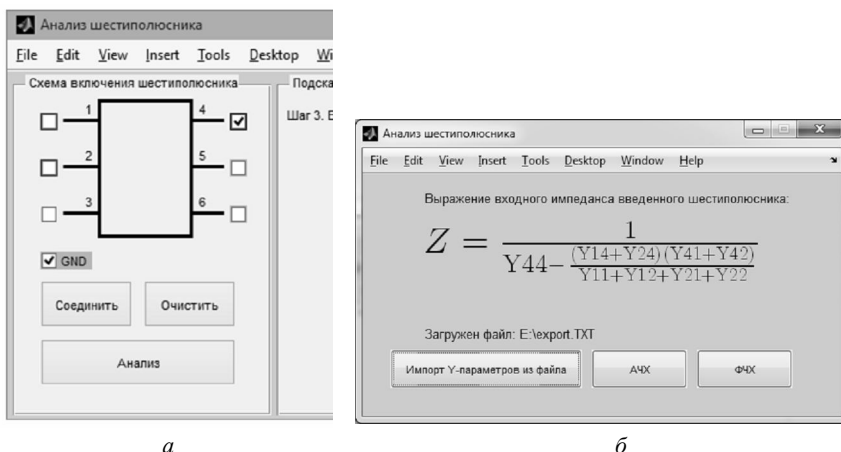 Анализ шестиполюсника
File Edit View Insert Tools Desktop
Схема включения шестиполюсника
1
4
2
5
3
6
GND
Соединить Очистить
Анализ
Шаг 3.
а
Анализ шестиполюсника
File Edit View Insert Tools Desktop Window Help
Выражение входного импеданса введенного шестиполюсника:
Z = 1 / (Y44− (Y14+Y24)(Y41+Y42) / (Y11+Y12+Y21+Y22))
Загружен файл: E:\export.TXT
Импорт Y-параметров из файла АЧХ ФЧХ
б